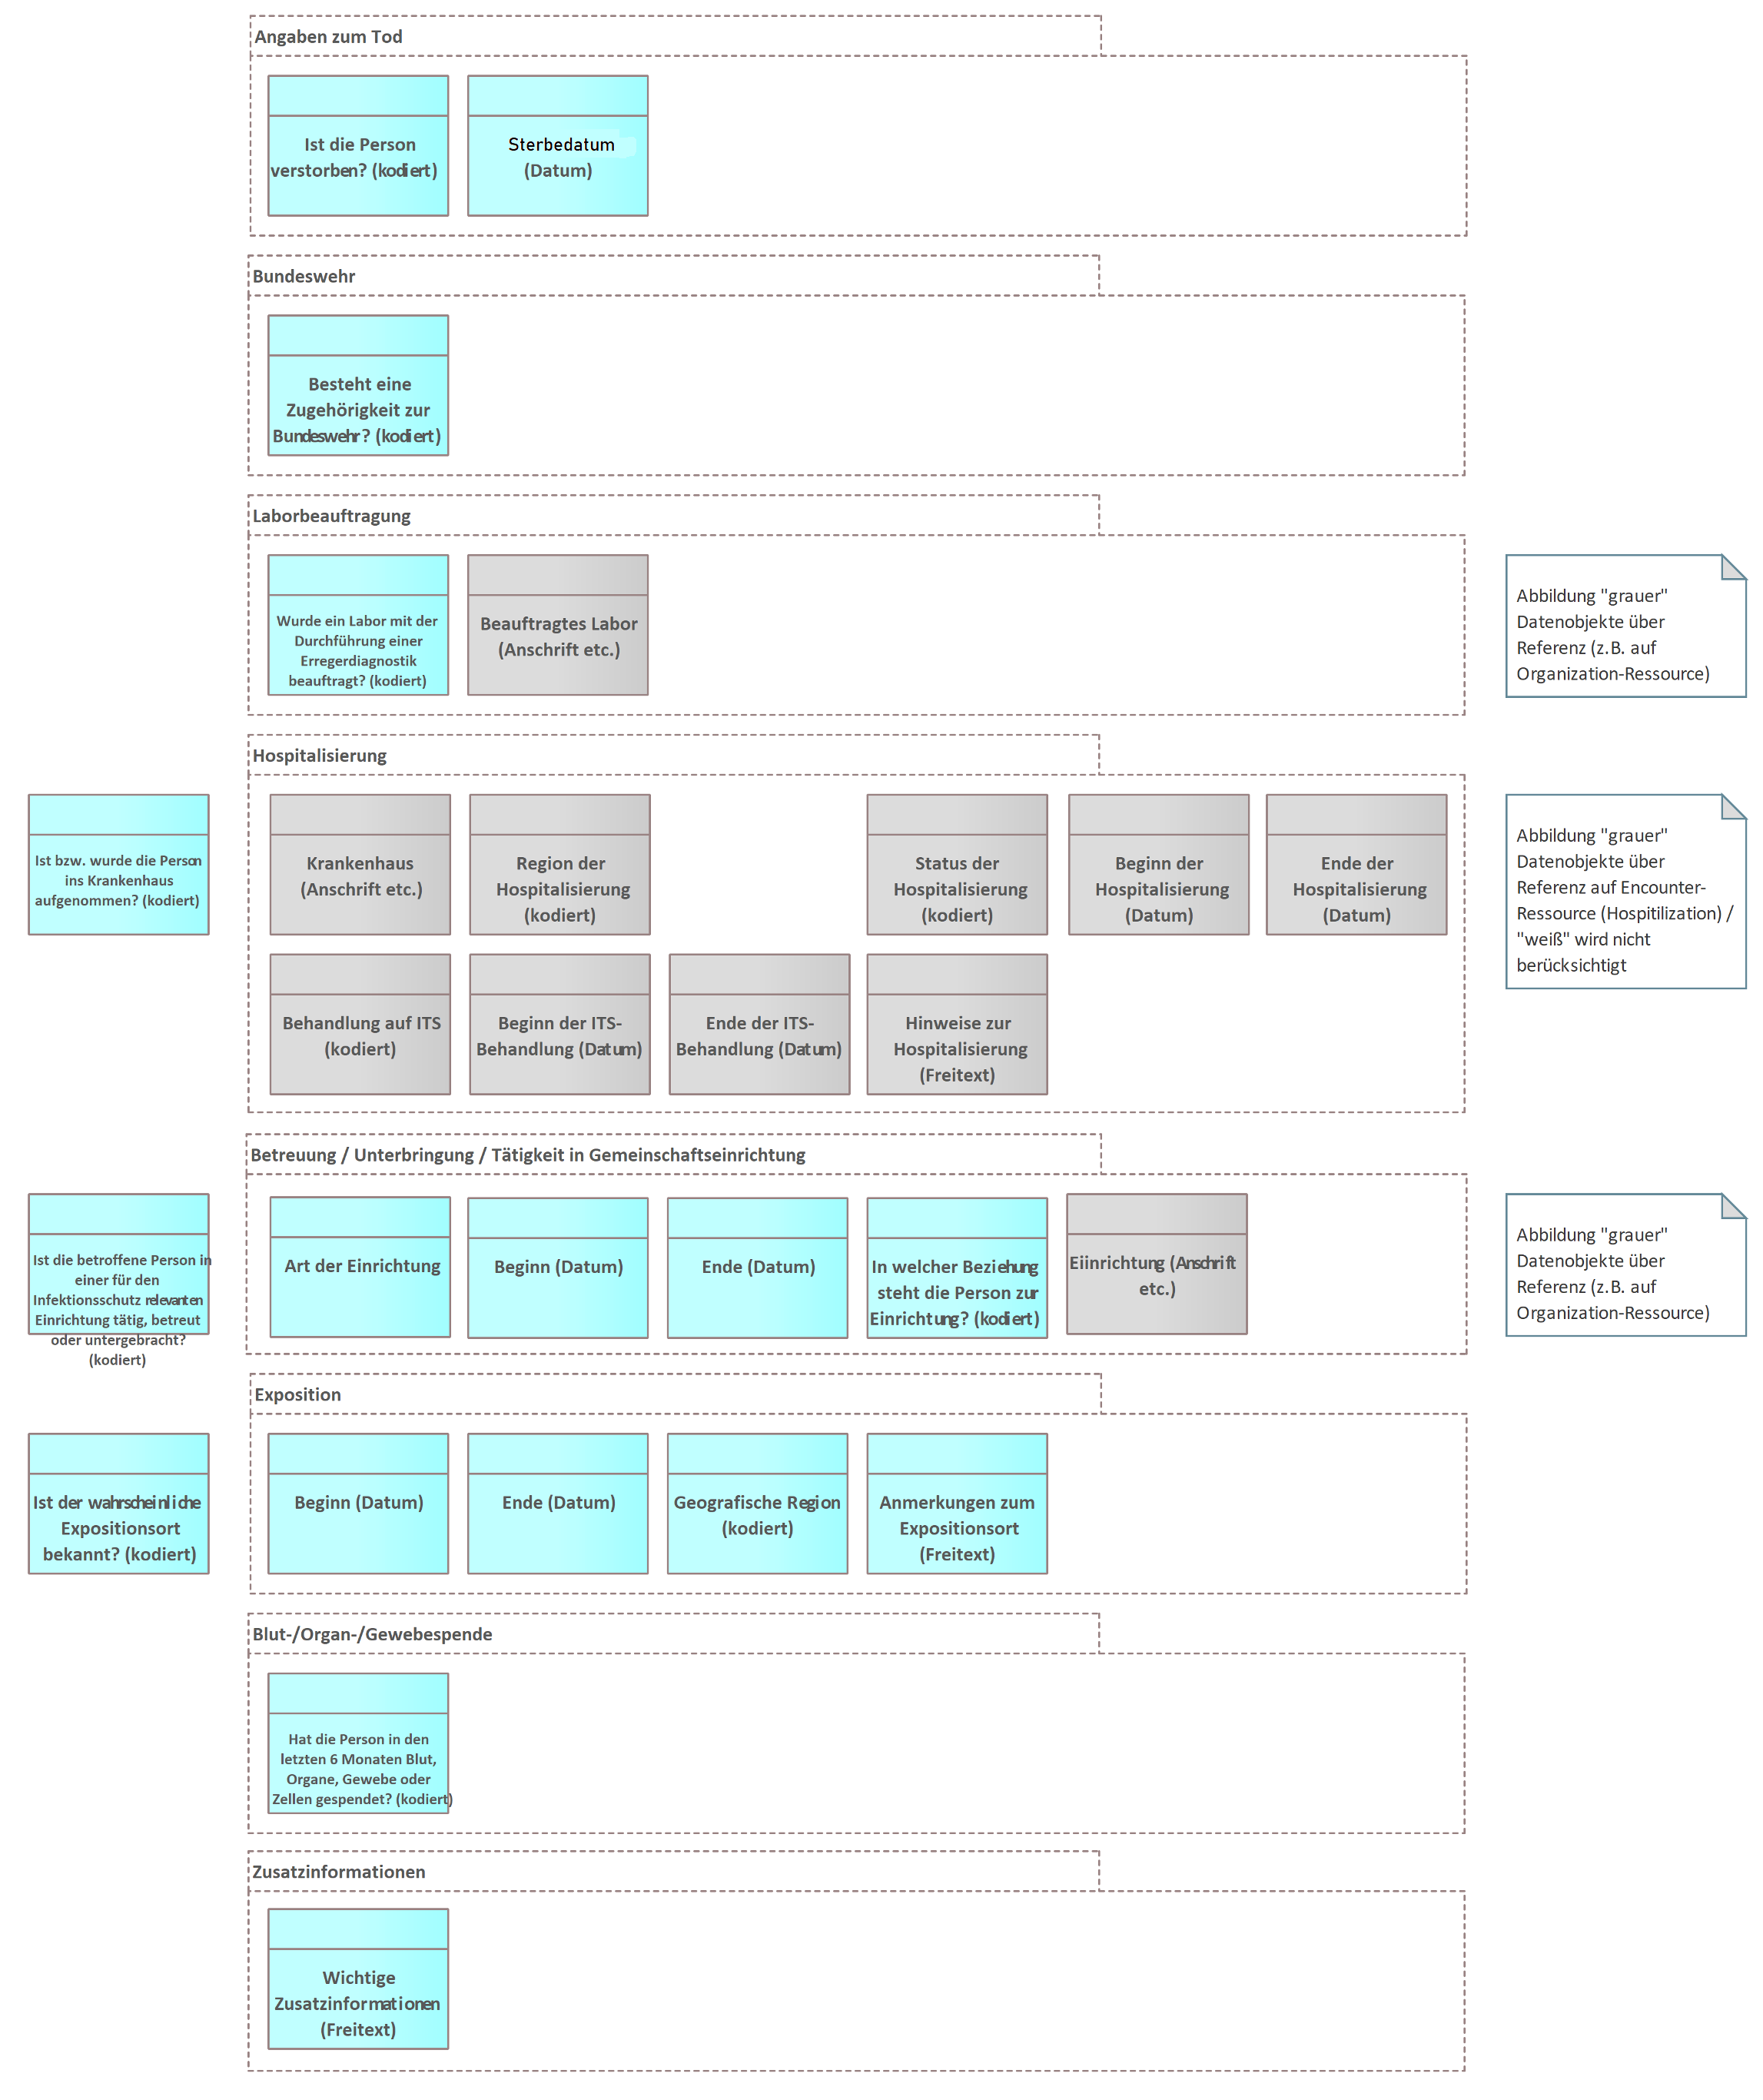 Angaben zum Tod
Ist die Person
verstorben? (kodiert)
Sterbedatum
(Datum)
Bundeswehr
Besteht eine
Zugehörigkeit zur
Bundeswehr? (kodiert)
Laborbeauftragung
Wurde ein Labor mit der
Durchführung einer
Erregerdiagnostik
beauftragt? (kodiert)
Beauftragtes Labor
(Anschrift etc.)
Abbildung "grauer"
Datenobjekte über
Referenz (z.B. auf
Organization-Ressource)
Hospitalisierung
Ist bzw. wurde die Person
ins Krankenhaus
aufgenommen? (kodiert)
Krankenhaus
(Anschrift etc.)
Region der
Hospitalisierung
(kodiert)
Status der
Hospitalisierung
(kodiert)
Beginn der
Hospitalisierung
(Datum)
Ende der
Hospitalisierung
(Datum)
Abbildung "grauer"
Datenobjekte über
Referenz auf Encounter-
Ressource (Hospitilization) /
"weiß" wird nicht
berücksichtigt
Behandlung auf ITS
(kodiert)
Beginn der ITS-
Behandlung (Datum)
Ende der ITS-
Behandlung (Datum)
Hinweise zur
Hospitalisierung
(Freitext)
Betreuung / Unterbringung / Tätigkeit in Gemeinschaftseinrichtung
Ist die betroffene Person in
einer für den
Infektionsschutz relevanten
Einrichtung tätig, betreut
oder untergebracht?
(kodiert)
Art der Einrichtung
Beginn (Datum)
Ende (Datum)
In welcher Beziehung
steht die Person zur
Einrichtung? (kodiert)
Eiinrichtung (Anschrift
etc.)
Abbildung "grauer"
Datenobjekte über
Referenz (z.B. auf
Organization-Ressource)
Exposition
Ist der wahrscheinliche
Expositionsort
bekannt? (kodiert)
Beginn (Datum)
Ende (Datum)
Geografische Region
(kodiert)
Anmerkungen zum
Expositionsort
(Freitext)
Blut-/Organ-/Gewebespende
Hat die Person in den
letzten 6 Monaten Blut,
Organe, Gewebe oder
Zellen gespendet? (kodiert)
Zusatzinformationen
Wichtige
Zusatzinformationen
(Freitext)